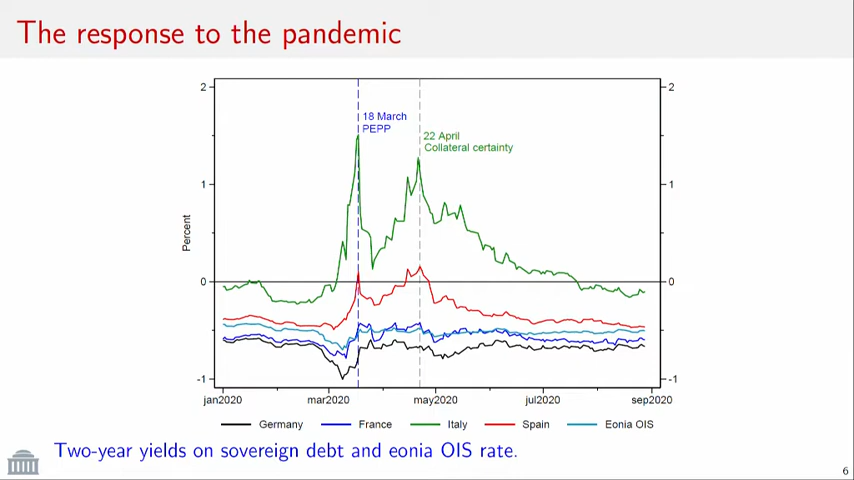 The response to the pandemic
2
2
18 March
PEPP
22 April
Collateral certainty
1
1
Percent
0
0
-1
-1
jan2020 mar2020 may2020 jul2020 sep2020
Germany France Italy Spain Eonia OIS
Two-year yields on sovereign debt and eonia OIS rate.
6